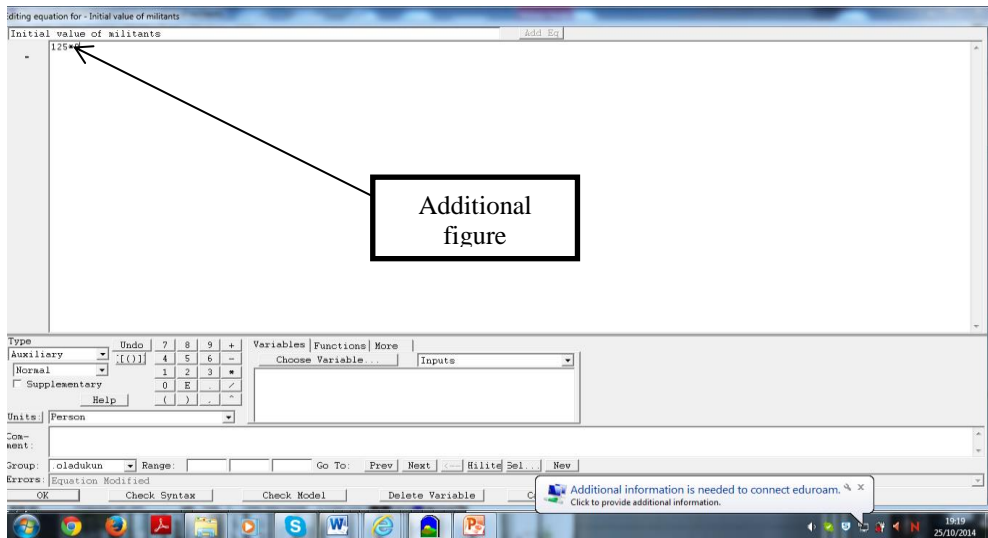 Editing equation for - Initial value of militants
Initial value of militants
Add Eq
125*
=
Additional
figure
Type
Undo 7 8 9 + Variables Functions More
Auxiliary {[()]} 4 5 6 - Choose Variable... Inputs
Normal 1 2 3 *
Supplementary 0 E . /
Help ( ) , ^
Units: Person
Com-
ment:
Group: .oladukun Range: Go To: Prev Next <-- Hilite Sel... New
Errors: Equation Modified
OK Check Syntax Check Model Delete Variable
Additional information is needed to connect eduroam.
Click to provide additional information.
19:19
25/10/2014